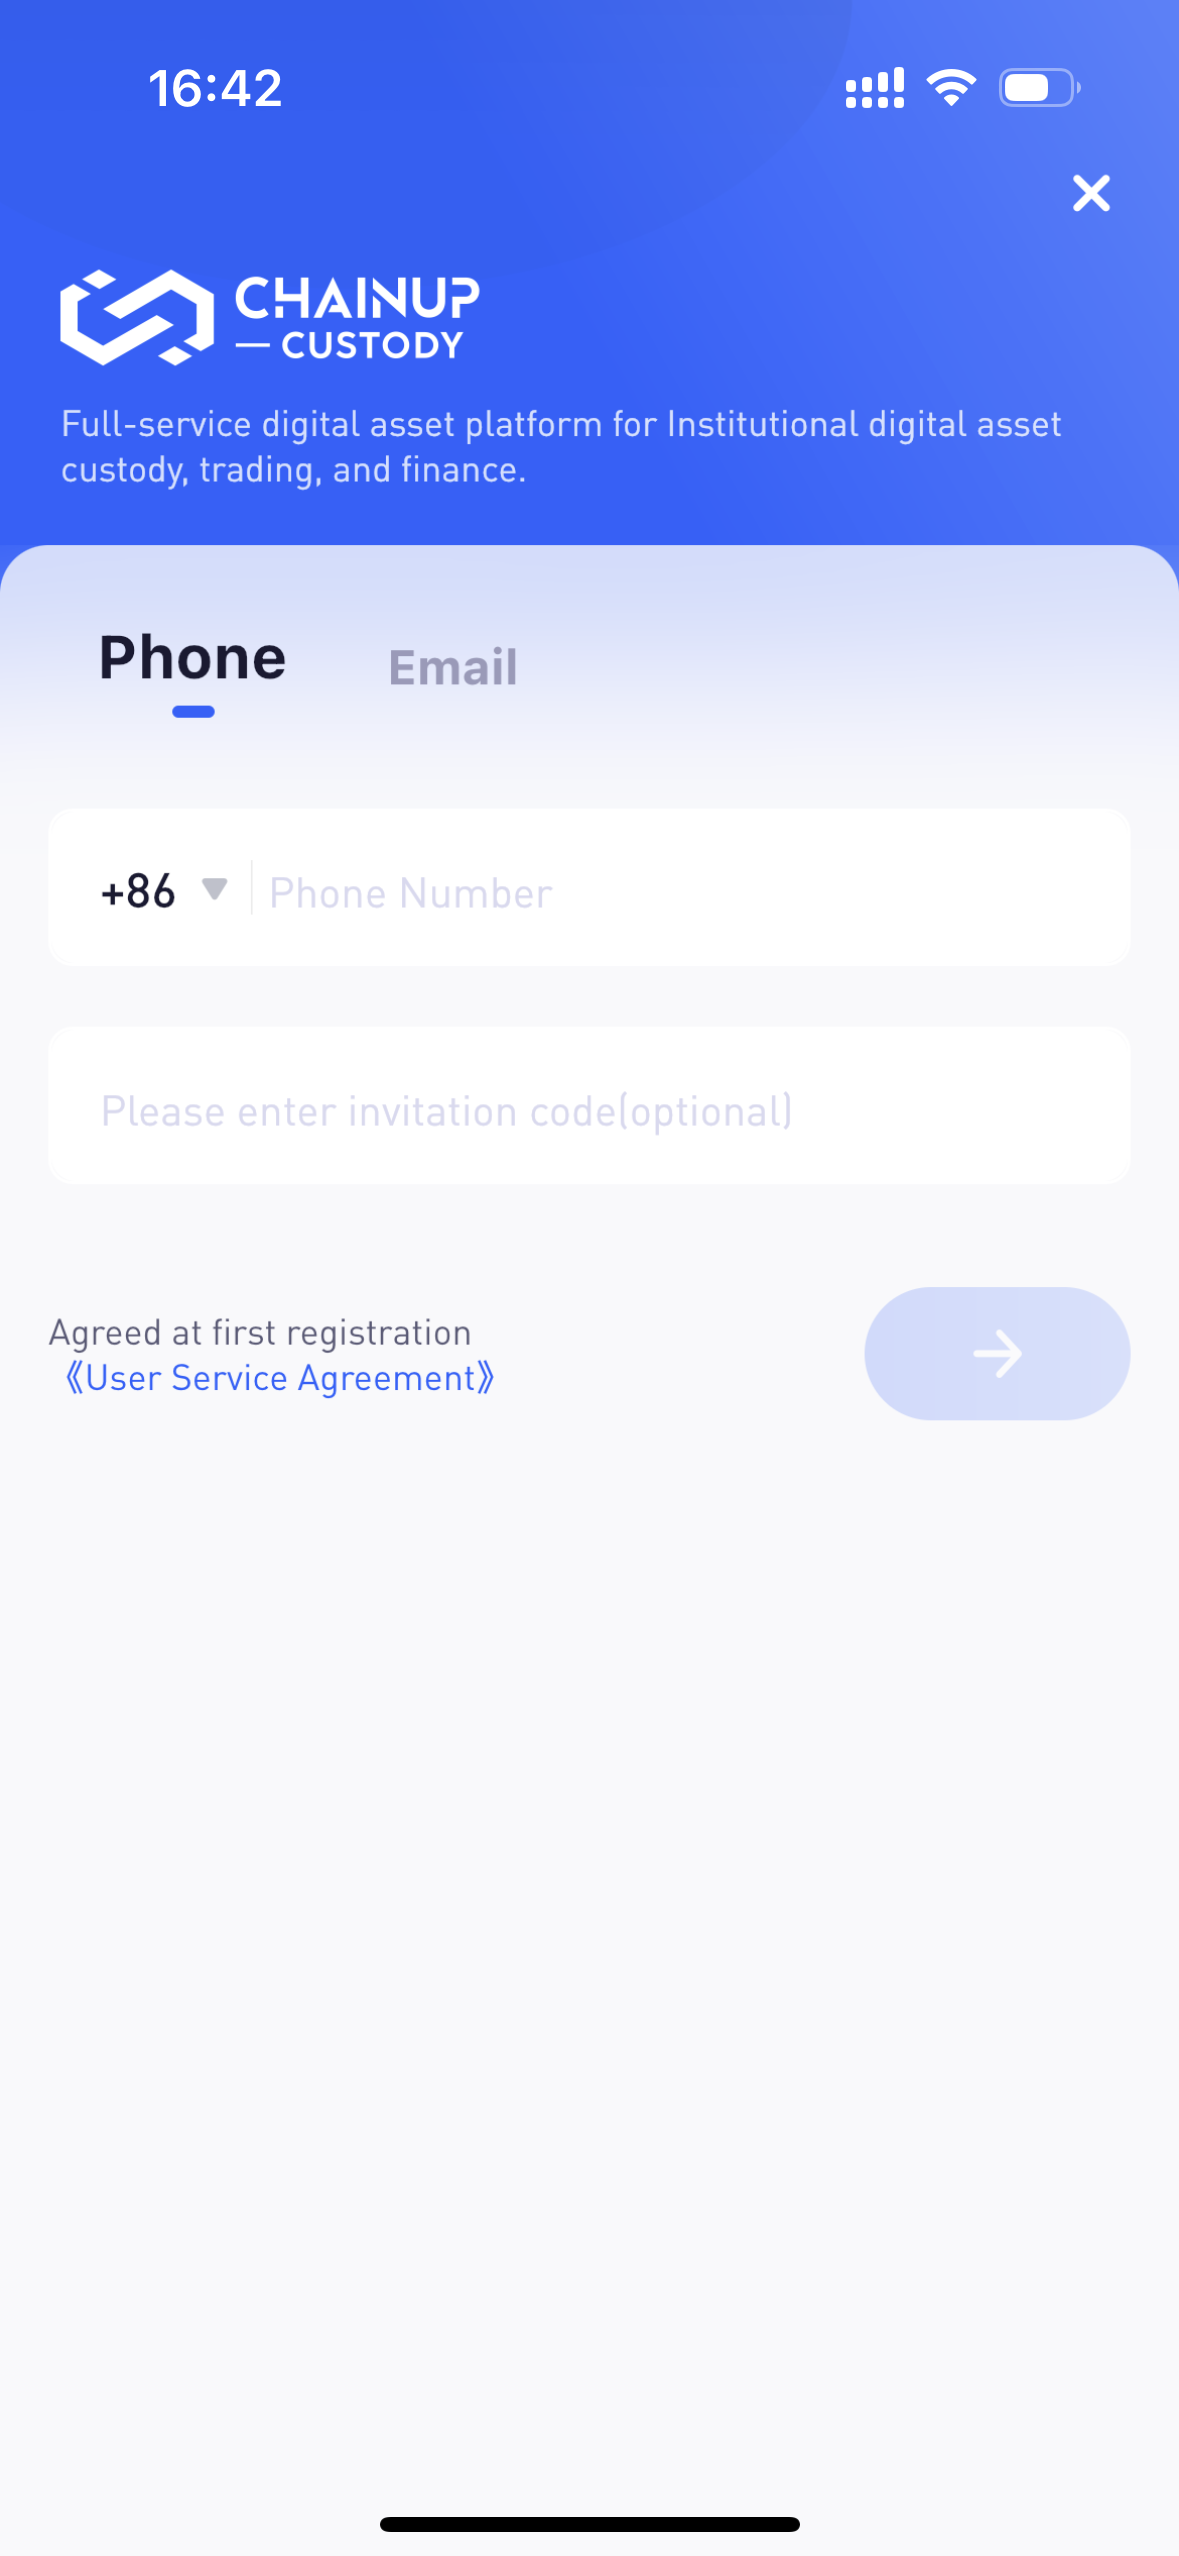 16:42
CHAINUP
CUSTODY
Full-service digital asset platform for Institutional digital asset
custody, trading, and finance.
Phone
Email
+86
Phone Number
Please enter invitation code(optional)
Agreed at first registration
《User Service Agreement》